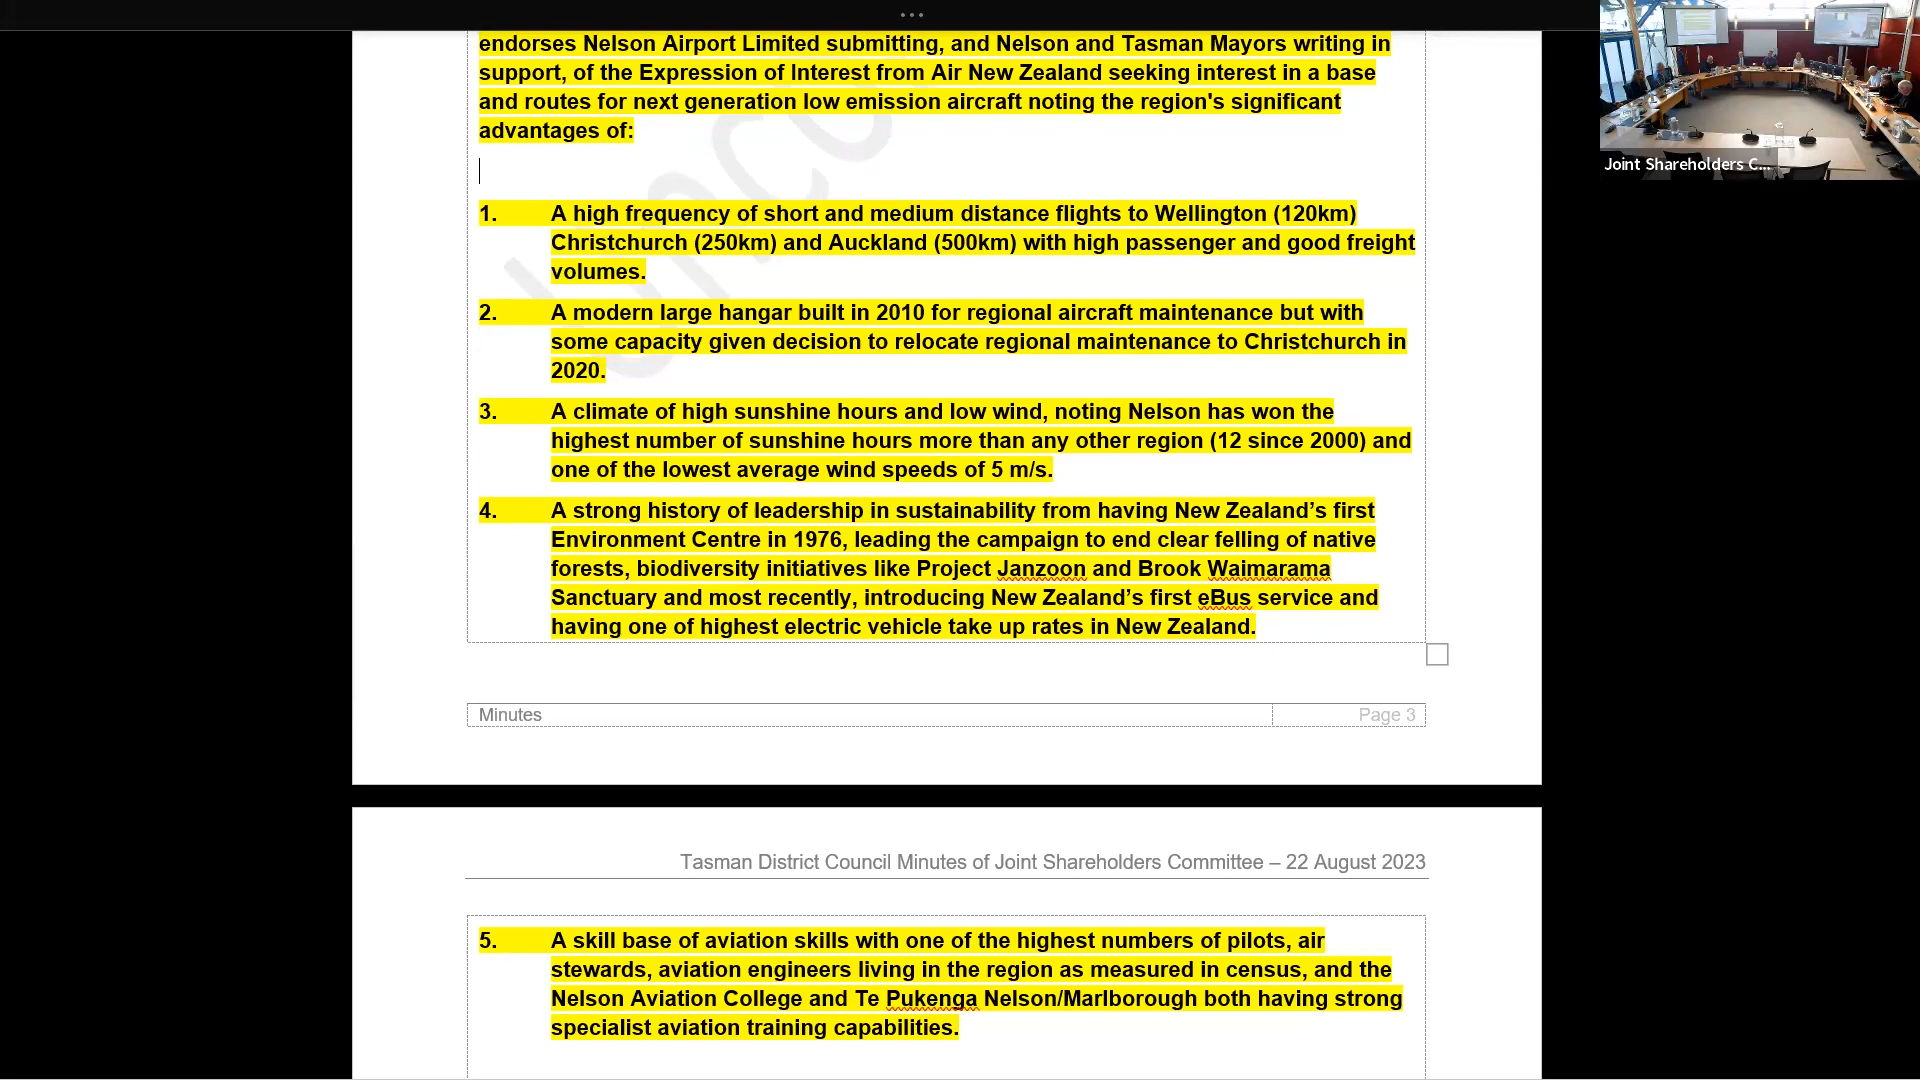 endorses Nelson Airport Limited submitting, and Nelson and Tasman Mayors writing in
support, of the Expression of Interest from Air New Zealand seeking interest in a base
and routes for next generation low emission aircraft noting the region's significant
advantages of:
1. A high frequency of short and medium distance flights to Wellington (120km)
Christchurch (250km) and Auckland (500km) with high passenger and good freight
volumes.
2. A modern large hangar built in 2010 for regional aircraft maintenance but with
some capacity given decision to relocate regional maintenance to Christchurch in
2020.
3. A climate of high sunshine hours and low wind, noting Nelson has won the
highest number of sunshine hours more than any other region (12 since 2000) and
one of the lowest average wind speeds of 5 m/s.
4. A strong history of leadership in sustainability from having New Zealand’s first
Environment Centre in 1976, leading the campaign to end clear felling of native
forests, biodiversity initiatives like Project Janzoon and Brook Waimarama
Sanctuary and most recently, introducing New Zealand’s first eBus service and
having one of highest electric vehicle take up rates in New Zealand.
Minutes Page 3
Tasman District Council Minutes of Joint Shareholders Committee – 22 August 2023
5. A skill base of aviation skills with one of the highest numbers of pilots, air
stewards, aviation engineers living in the region as measured in census, and the
Nelson Aviation College and Te Pukenga Nelson/Marlborough both having strong
specialist aviation training capabilities.
Joint Shareholders C...
Unco